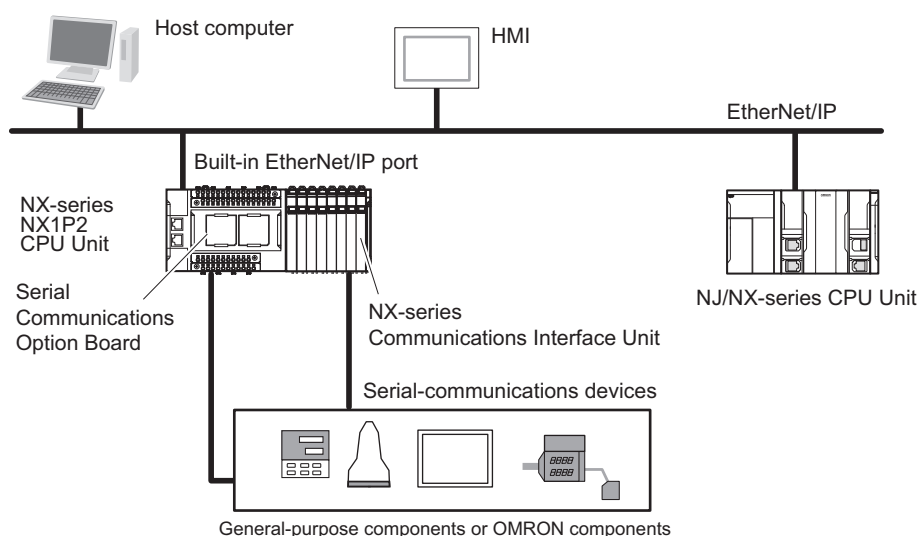 Host computer
HMI
EtherNet/IP
Built-in EtherNet/IP port
NX-series
NX1P2
CPU Unit
Serial
Communications
Option Board
NX-series
Communications Interface Unit
NJ/NX-series CPU Unit
Serial-communications devices
8888
8888
General-purpose components or OMRON components